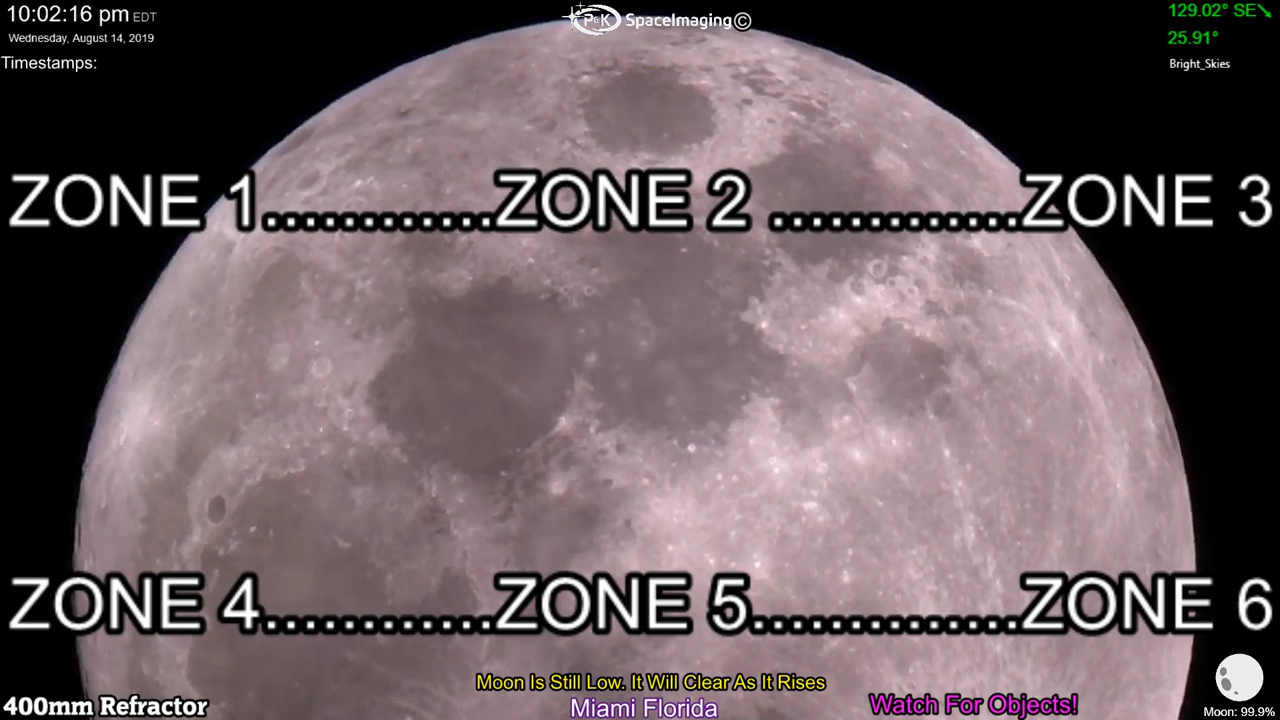 10:02:16 pm EDT
Wednesday, August 14, 2019
Timestamps:
P&K SpaceImaging©
129.02° SE↘
25.91°
Bright_Skies
ZONE 1............ZONE 2 .............ZONE 3
ZONE 4............ZONE 5..............ZONE 6
Moon Is Still Low. It Will Clear As It Rises
400mm Refractor
Miami Florida
Watch For Objects!
Moon: 99.9%